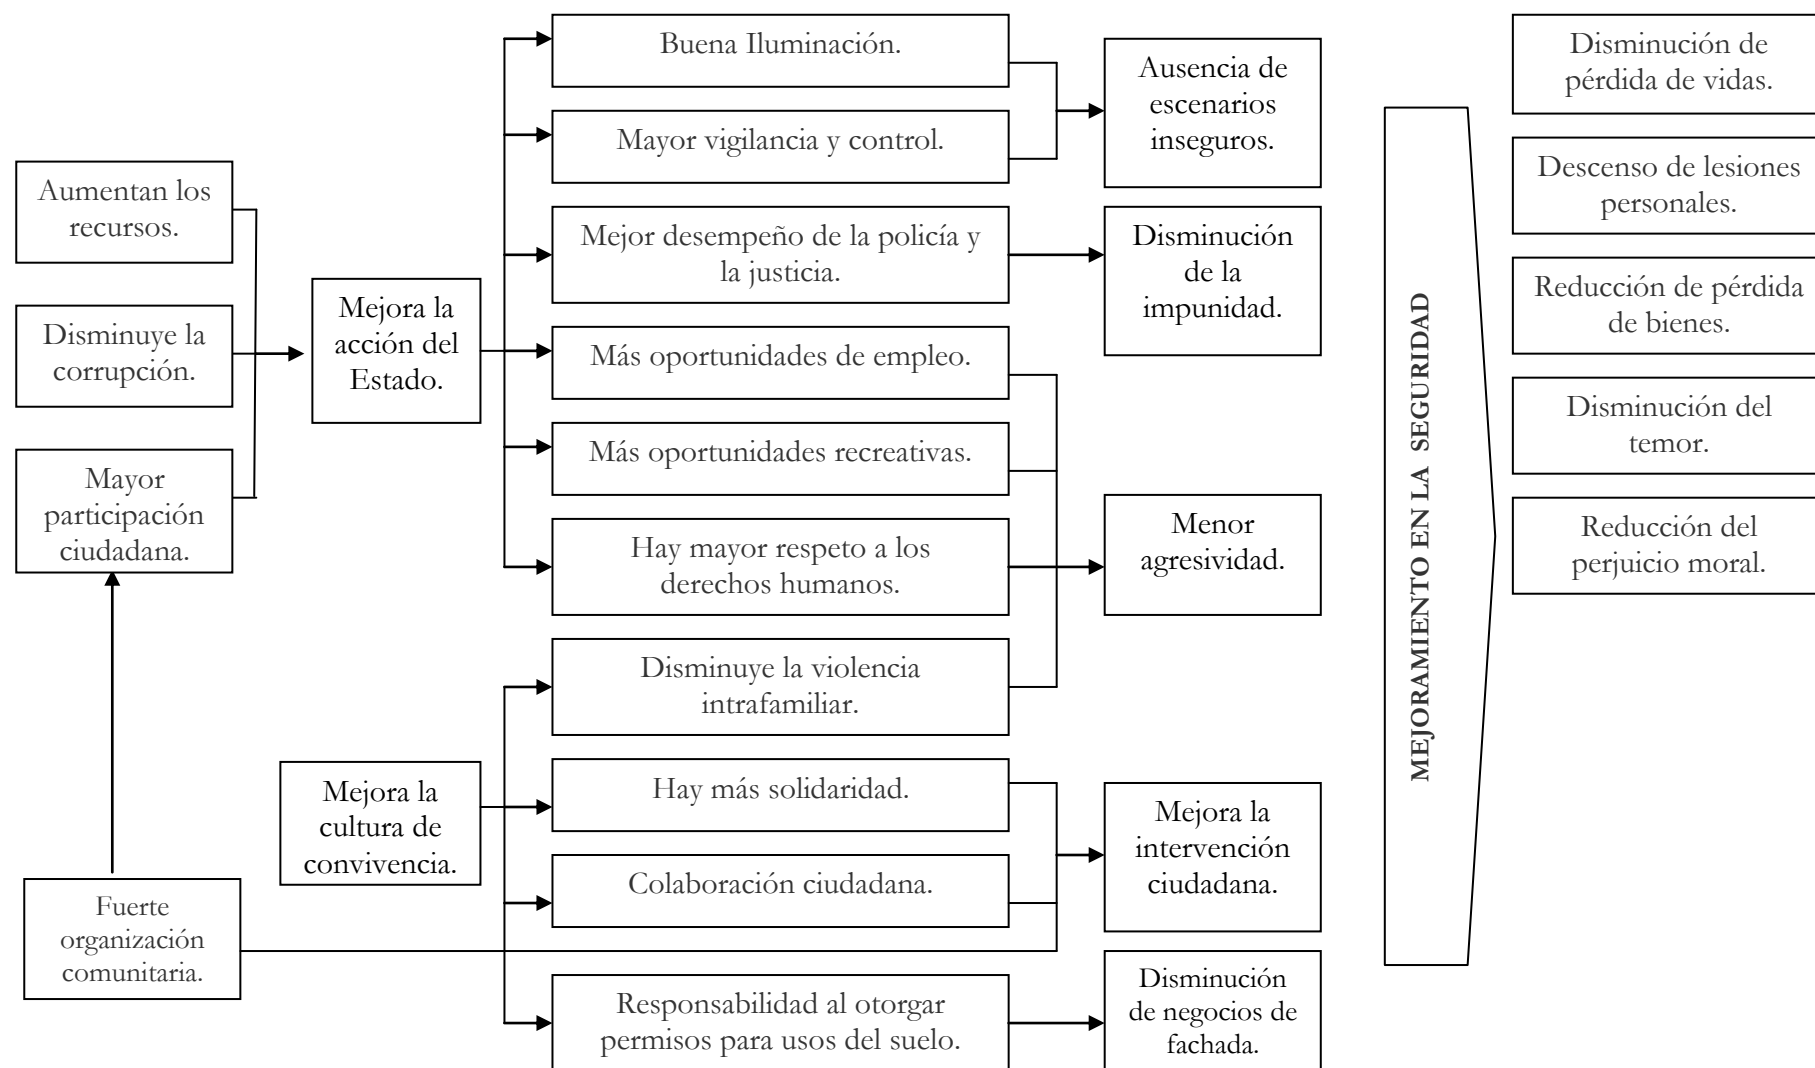 Aumentan los
recursos.
Disminuye la
corrupción.
Mayor
participación
ciudadana.
Fuerte
organización
comunitaria.
Mejora la
acción del
Estado.
Mejora la
cultura de
convivencia.
Buena Iluminación.
Mayor vigilancia y control.
Mejor desempeño de la policía y
la justicia.
Más oportunidades de empleo.
Más oportunidades recreativas.
Hay mayor respeto a los
derechos humanos.
Disminuye la violencia
intrafamiliar.
Hay más solidaridad.
Colaboración ciudadana.
Responsabilidad al otorgar
permisos para usos del suelo.
Ausencia de
escenarios
inseguros.
Disminución
de la
impunidad.
Menor
agresividad.
Mejora la
intervención
ciudadana.
Disminución
de negocios de
fachada.
MEJORAMIENTO EN LA SEGURIDAD
Disminución de
pérdida de vidas.
Descenso de lesiones
personales.
Reducción de pérdida
de bienes.
Disminución del
temor.
Reducción del
perjuicio moral.